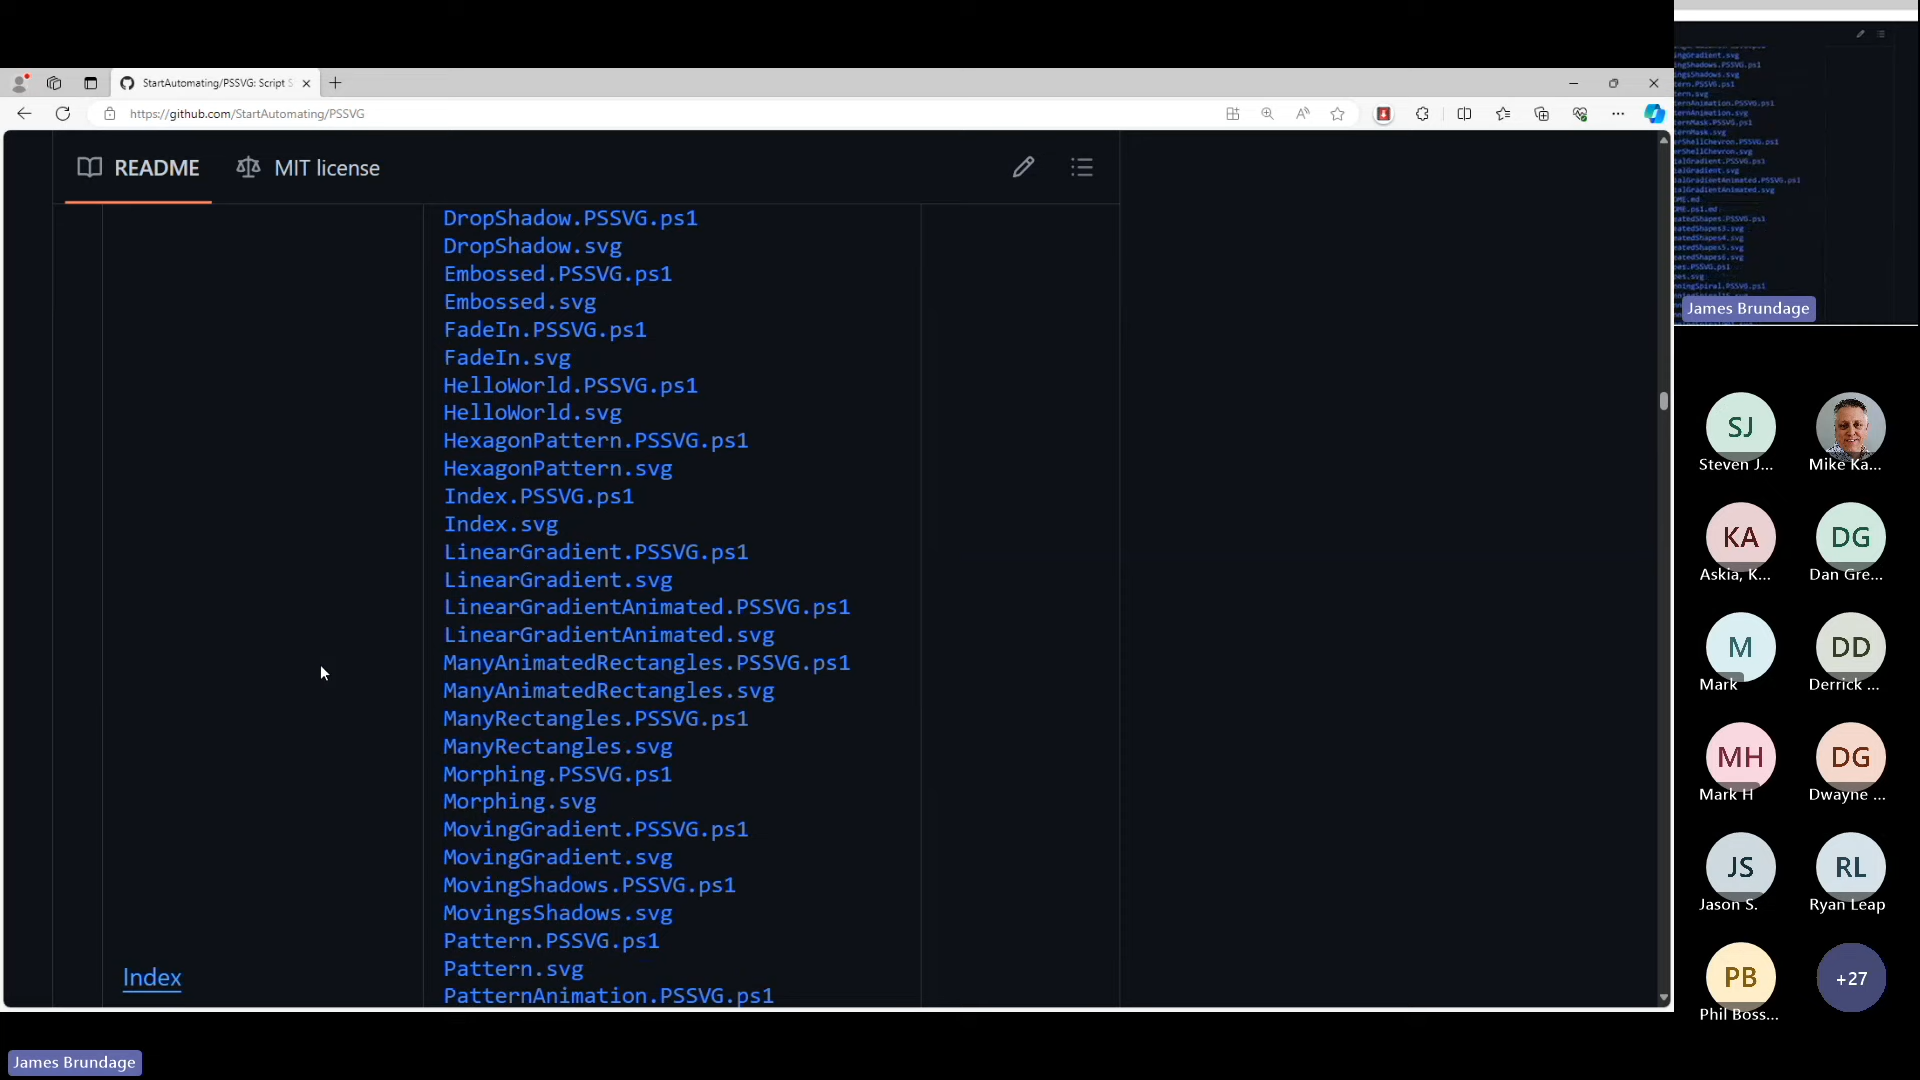 StartAutomating/PSSVG: Script S
https://github.com/StartAutomating/PSSVG
README
MIT license
DropShadow.PSSVG.ps1
DropShadow.svg
Embossed.PSSVG.ps1
Embossed.svg
FadeIn.PSSVG.ps1
FadeIn.svg
HelloWorld.PSSVG.ps1
HelloWorld.svg
HexagonPattern.PSSVG.ps1
HexagonPattern.svg
Index.PSSVG.ps1
Index.svg
LinearGradient.PSSVG.ps1
LinearGradient.svg
LinearGradientAnimated.PSSVG.ps1
LinearGradientAnimated.svg
ManyAnimatedRectangles.PSSVG.ps1
ManyAnimatedRectangles.svg
ManyRectangles.PSSVG.ps1
ManyRectangles.svg
Morphing.PSSVG.ps1
Morphing.svg
MovingGradient.PSSVG.ps1
MovingGradient.svg
MovingShadows.PSSVG.ps1
MovingsShadows.svg
Pattern.PSSVG.ps1
Index
Pattern.svg
PatternAnimation.PSSVG.ps1
James Brundage
James Brundage
SJ
Steven J...
Mike Ka...
KA
Askia, K...
DG
Dan Gre...
M
Mark
DD
Derrick ...
MH
Mark H
DG
Dwayne ...
JS
Jason S.
RL
Ryan Leap
PB
Phil Boss...
+27